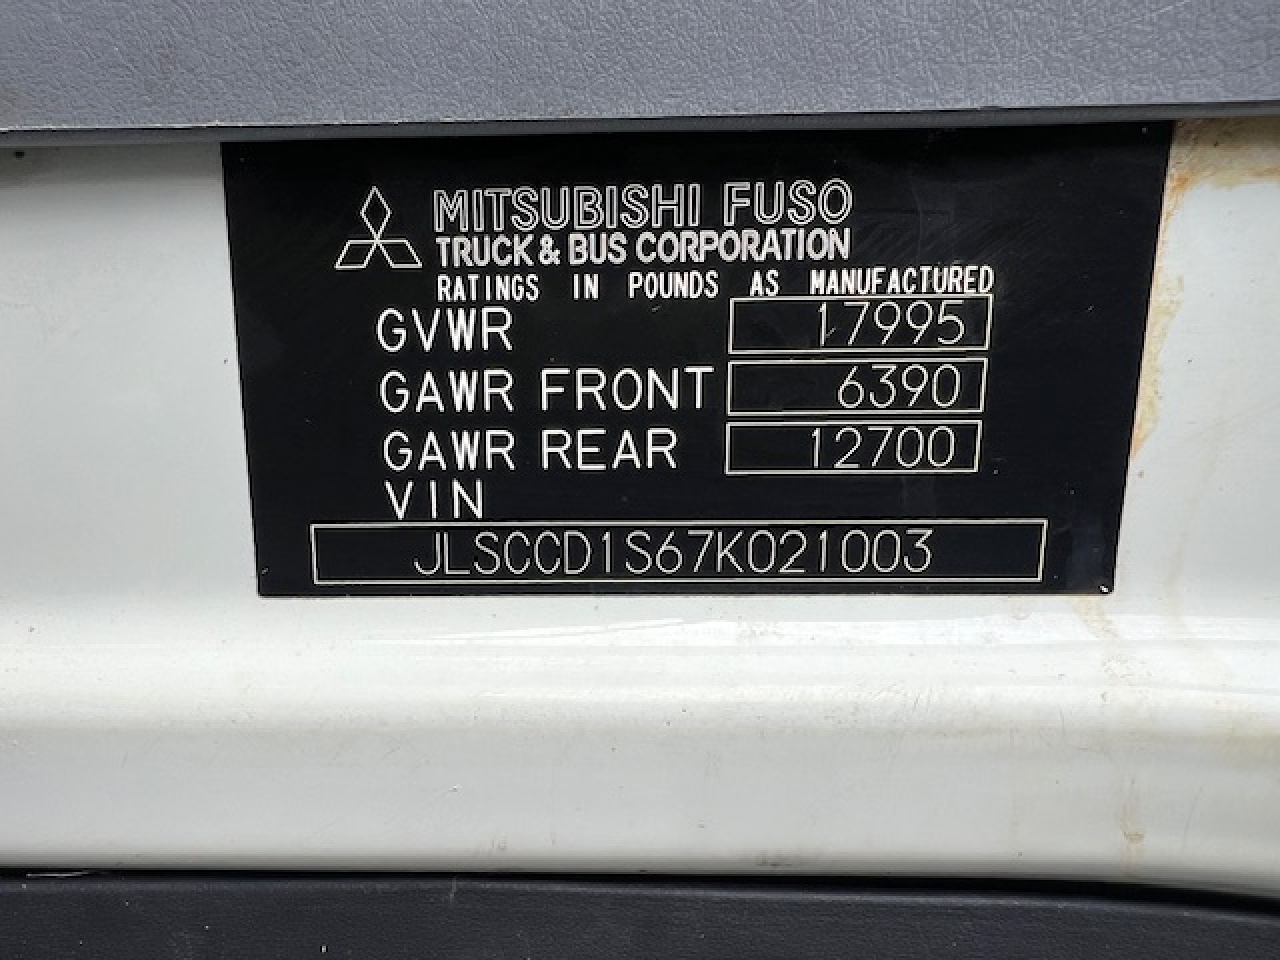 MITSUBISHI FUSO
TRUCK & BUS CORPORATION
RATINGS IN POUNDS AS MANUFACTURED
GVWR 17995
GAWR FRONT 6390
GAWR REAR 12700
VIN
JLSCCD1S67K021003